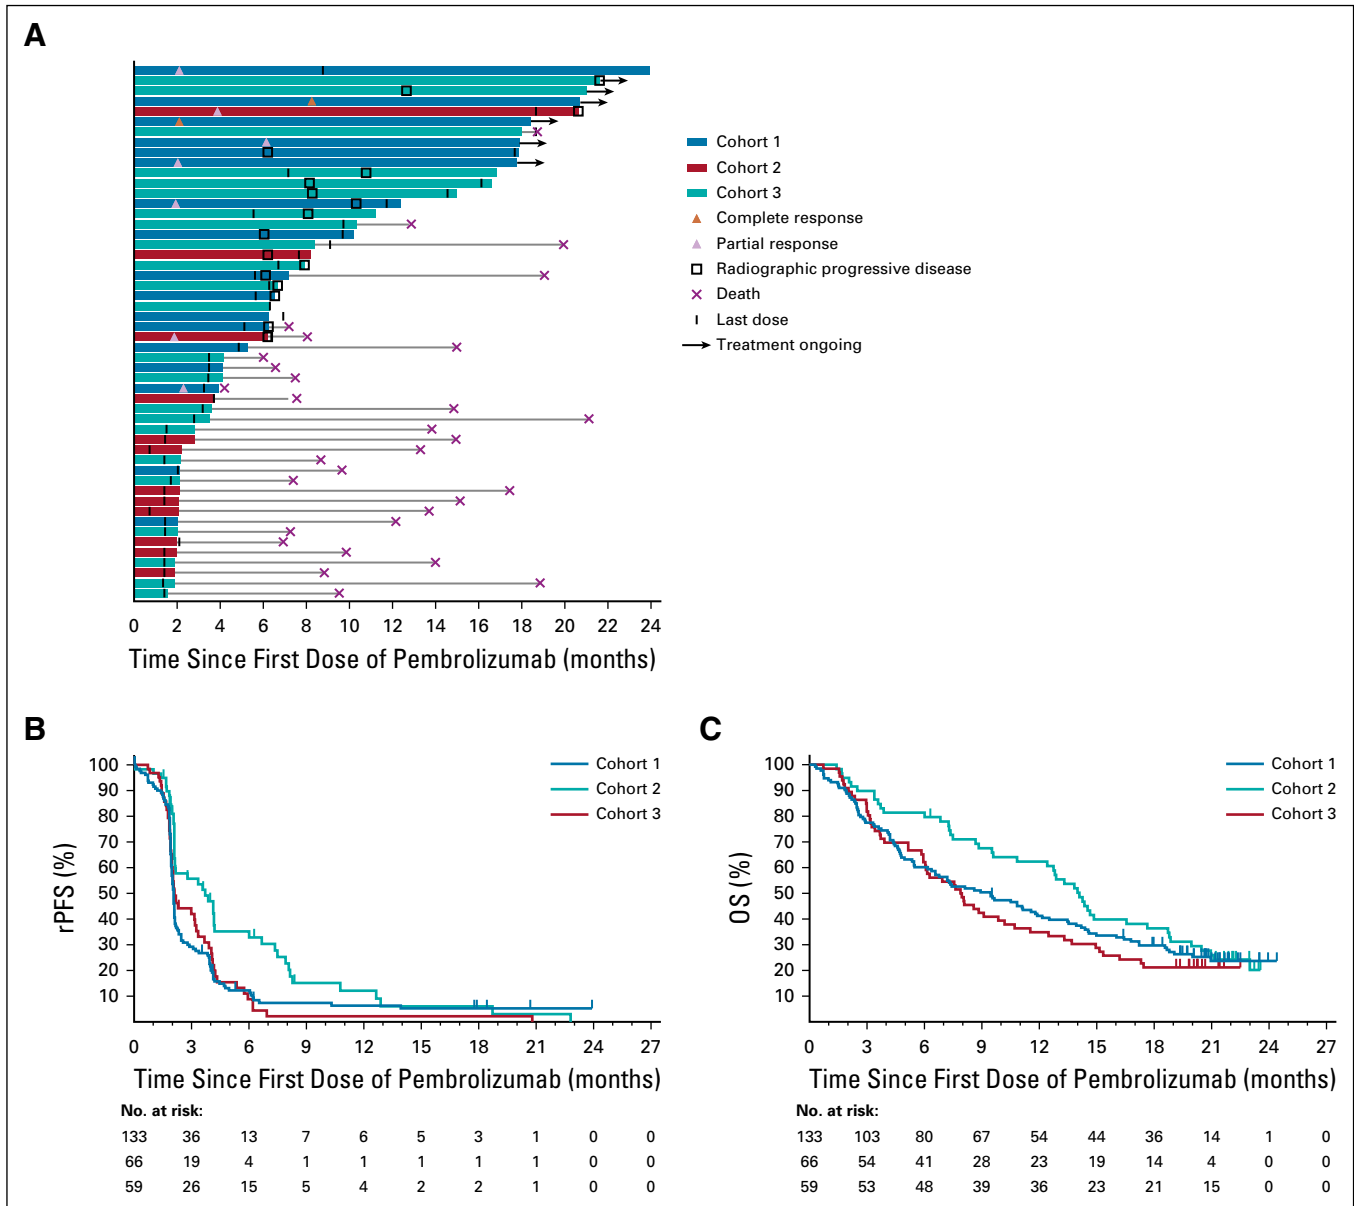 A
Cohort 1
Cohort 2
Cohort 3
Complete response
Partial response
Radiographic progressive disease
Death
Last dose
Treatment ongoing
0 2 4 6 8 10 12 14 16 18 20 22 24
Time Since First Dose of Pembrolizumab (months)
B
rPFS (%)
100
90
80
70
60
50
40
30
20
10
Cohort 1
Cohort 2
Cohort 3
0 3 6 9 12 15 18 21 24 27
Time Since First Dose of Pembrolizumab (months)
No. at risk:
133 36 13 7 6 5 3 1 0 0
66 19 4 1 1 1 1 1 0 0
59 26 15 5 4 2 2 1 0 0
C
OS (%)
100
90
80
70
60
50
40
30
20
10
Cohort 1
Cohort 2
Cohort 3
0 3 6 9 12 15 18 21 24 27
Time Since First Dose of Pembrolizumab (months)
No. at risk:
133 103 80 67 54 44 36 14 1 0
66 54 41 28 23 19 14 4 0 0
59 53 48 39 36 23 21 15 0 0